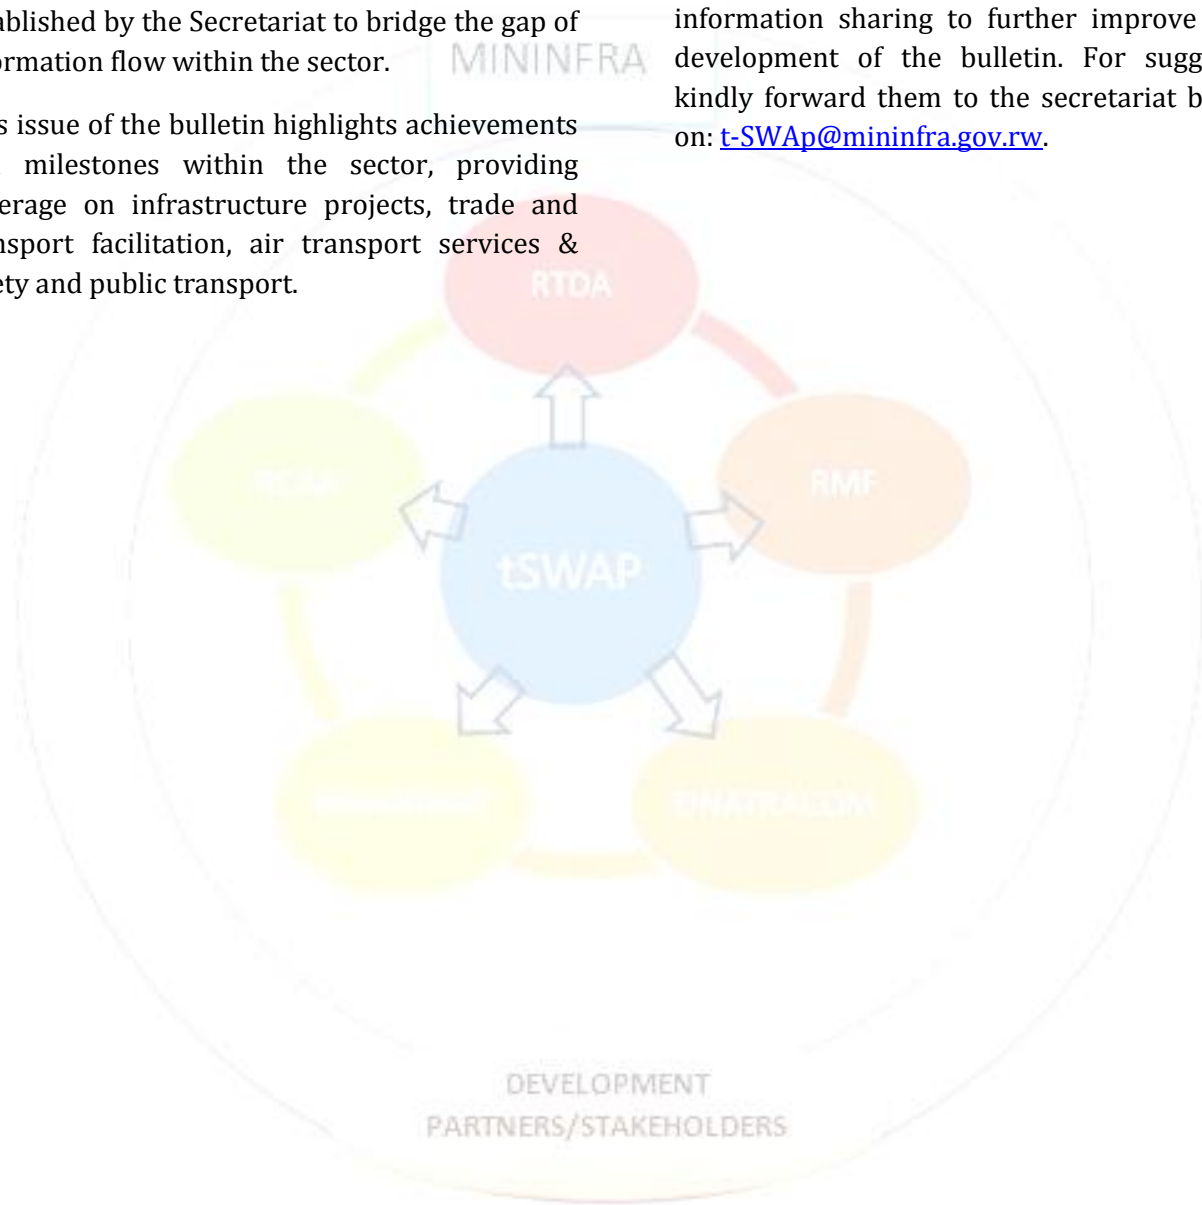 ablished by the Secretariat to bridge the gap of
ormation flow within the sector.
s issue of the bulletin highlights achievements
milestones within the sector, providing
erage on infrastructure projects, trade and
nsport facilitation, air transport services &
ety and public transport.
information sharing to further improve
development of the bulletin. For sugg
kindly forward them to the secretariat b
on: t-SWAp@mininfra.gov.rw.
MININFRA
RTDA
RCAA
RMF
tSWAP
ONATRACOM
DEVELOPMENT
PARTNERS/STAKEHOLDERS